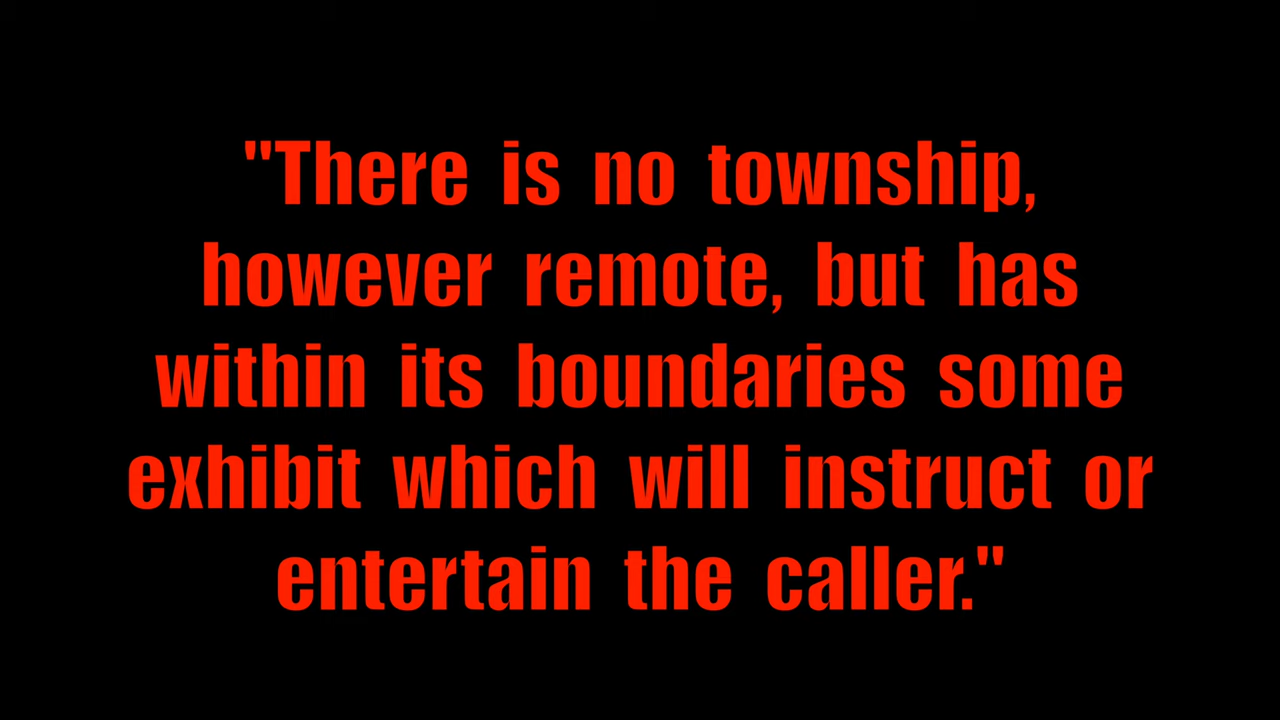 "There is no township,
however remote, but has
within its boundaries some
exhibit which will instruct or
entertain the caller."